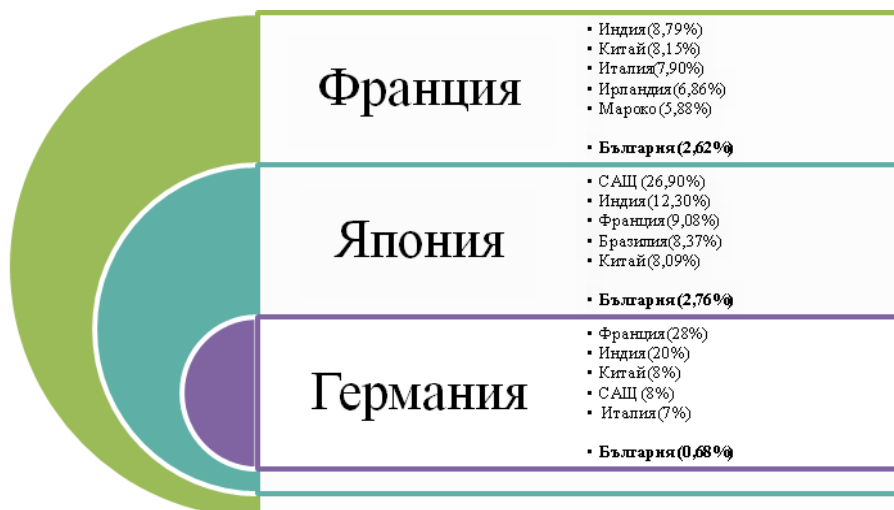 Франция
• Индия(8,79%)
• Китай(8,15%)
• Италия(7,90%)
• Ирландия(6,86%)
• Мароко(5,88%)
• България(2,62%)
Япония
• САЩ (26,90%)
• Индия(12,30%)
• Франция(9,08%)
• Бразилия(8,37%)
• Китай(8,09%)
• България(2,76%)
Германия
• Франция(28%)
• Индия(20%)
• Китай(8%)
• САЩ (8%)
• Италия(7%)
• България(0,68%)